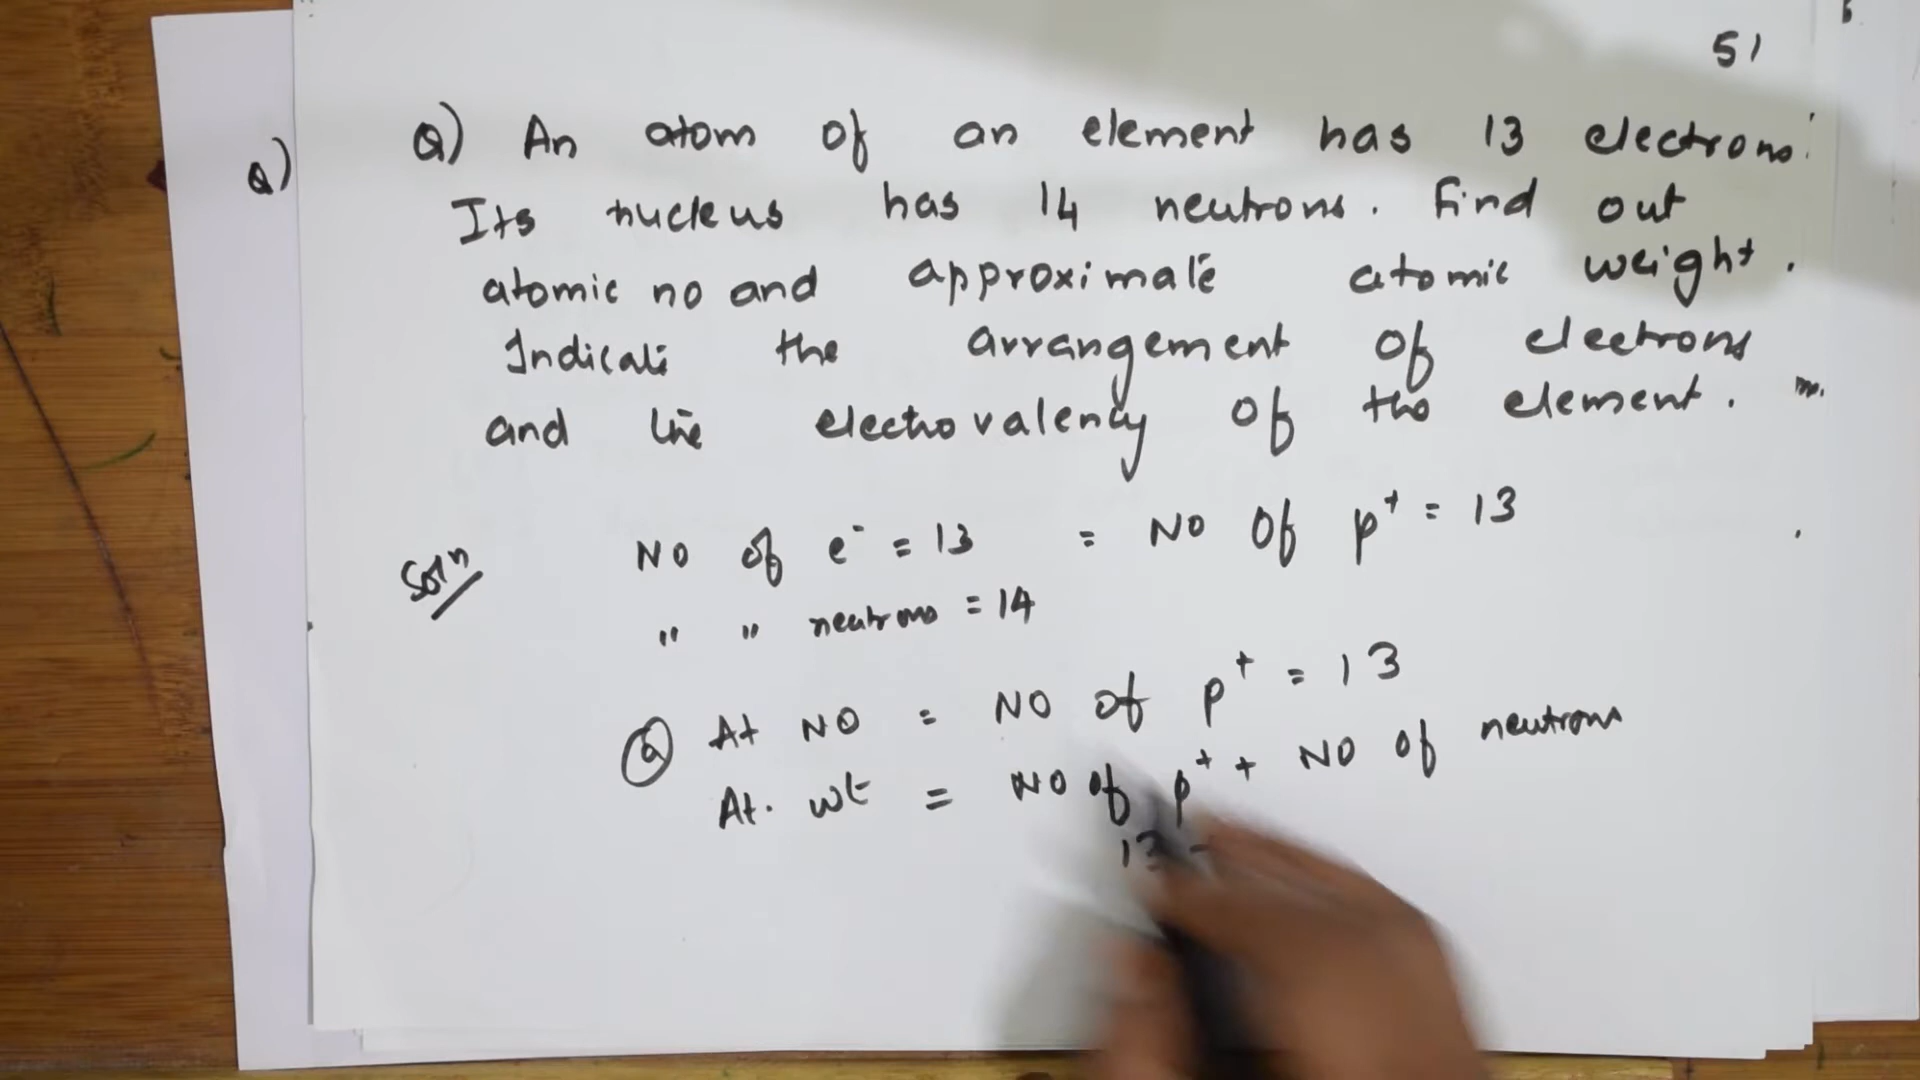 51
Q)
Q) An atom of an element has 13 electrons.
Its nucleus has 14 neutrons. Find out
atomic no and approximate atomic weight.
Indicate the arrangement of electrons
and the electrovalency of the element.
Soln No of e- = 13 = No of p+ = 13
" " neutrons = 14
a At No = No of p+ = 13
At. wt = No of p+ + No of neutrons
13